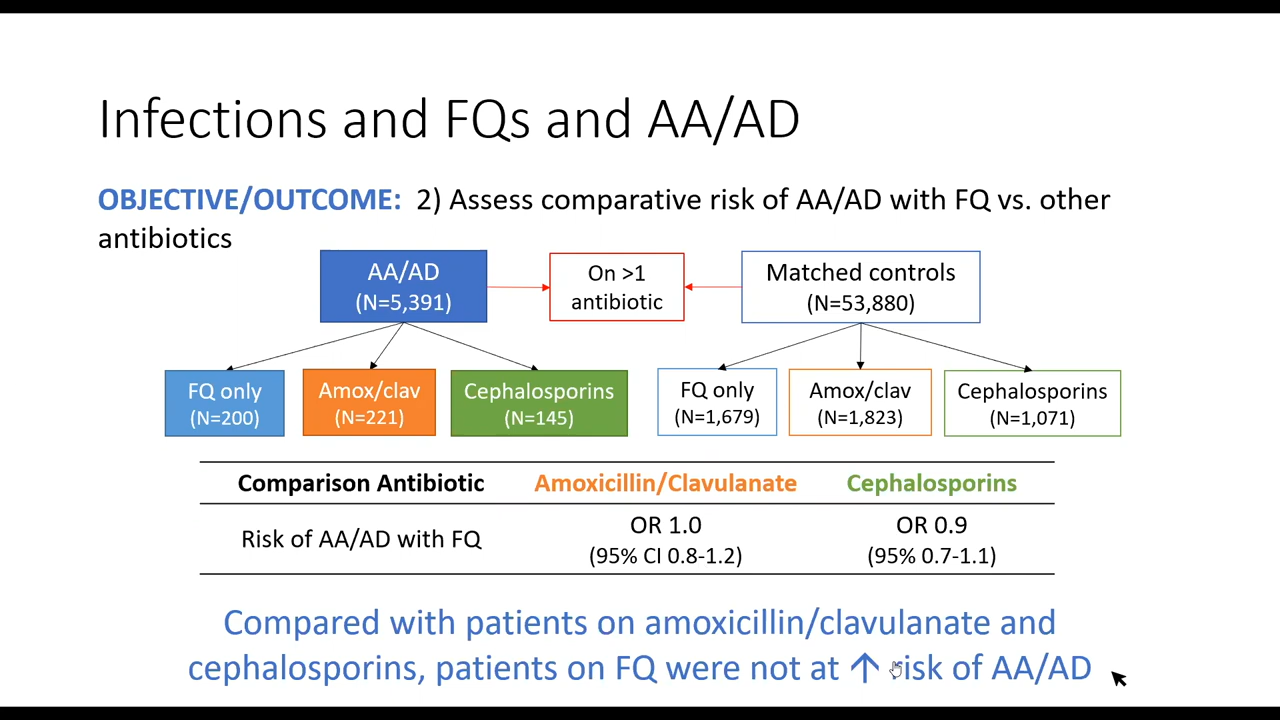 Infections and FQs and AA/AD
OBJECTIVE/OUTCOME: 2) Assess comparative risk of AA/AD with FQ vs. other
antibiotics
AA/AD
(N=5,391)
On >1
antibiotic
Matched controls
(N=53,880)
FQ only
(N=200)
Amox/clav
(N=221)
Cephalosporins
(N=145)
FQ only
(N=1,679)
Amox/clav
(N=1,823)
Cephalosporins
(N=1,071)
Comparison Antibiotic Amoxicillin/Clavulanate Cephalosporins
Risk of AA/AD with FQ
OR 1.0
(95% CI 0.8-1.2)
OR 0.9
(95% 0.7-1.1)
Compared with patients on amoxicillin/clavulanate and
cephalosporins, patients on FQ were not at ↑ risk of AA/AD